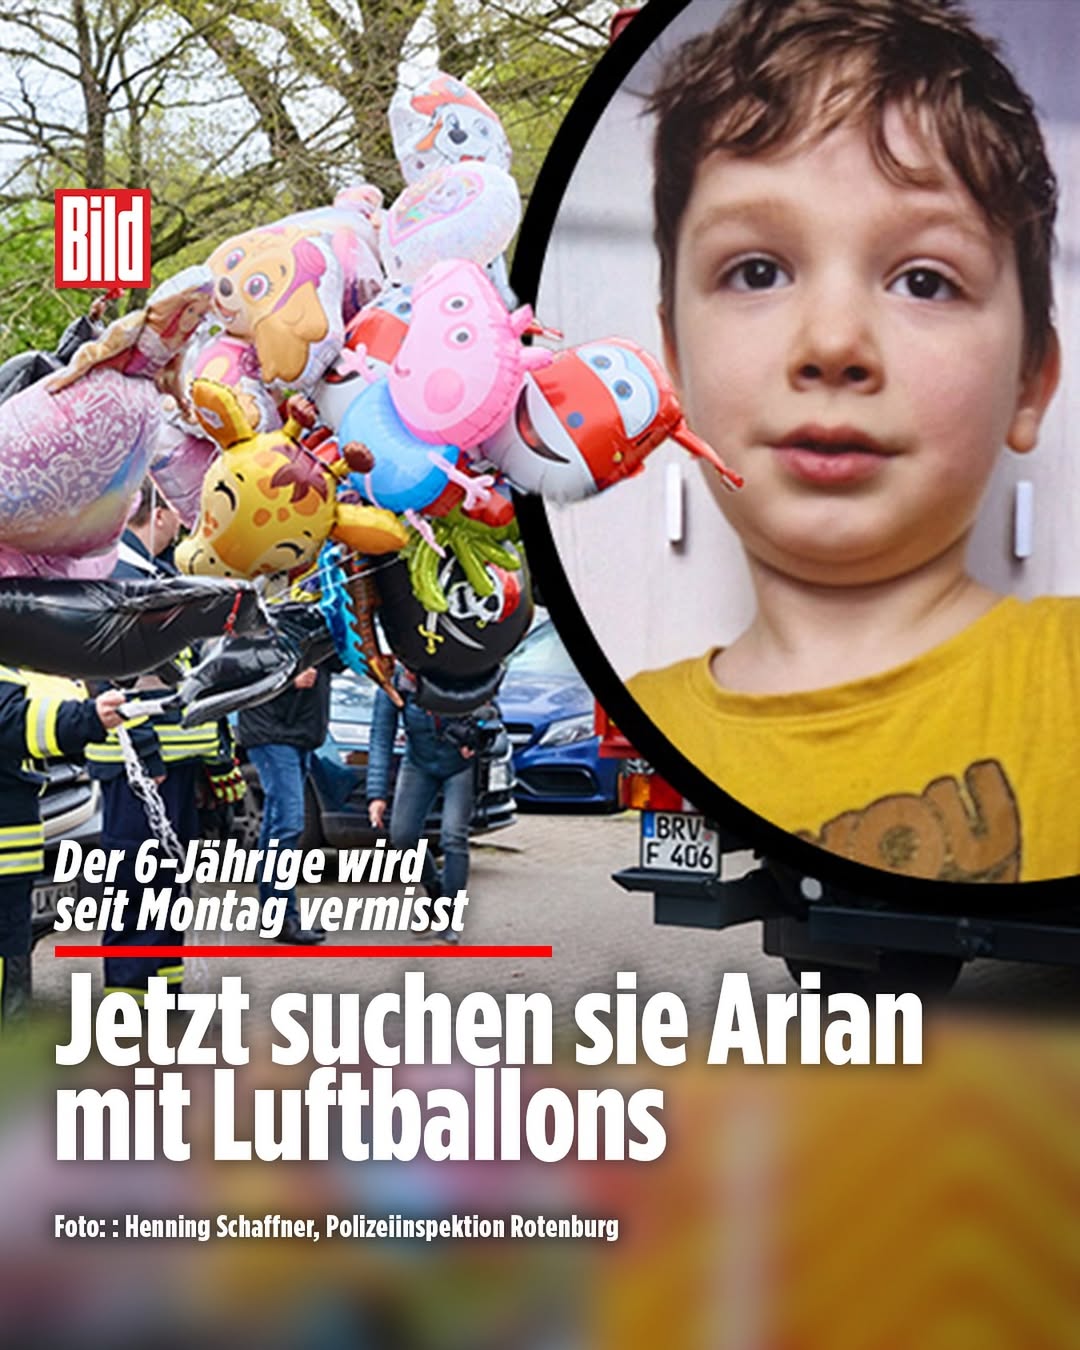 Bild
BRV
F 406
Der 6-Jährige wird
seit Montag vermisst
Jetzt suchen sie Arian
mit Luftballons
Foto: : Henning Schaffner, Polizeiinspektion Rotenburg